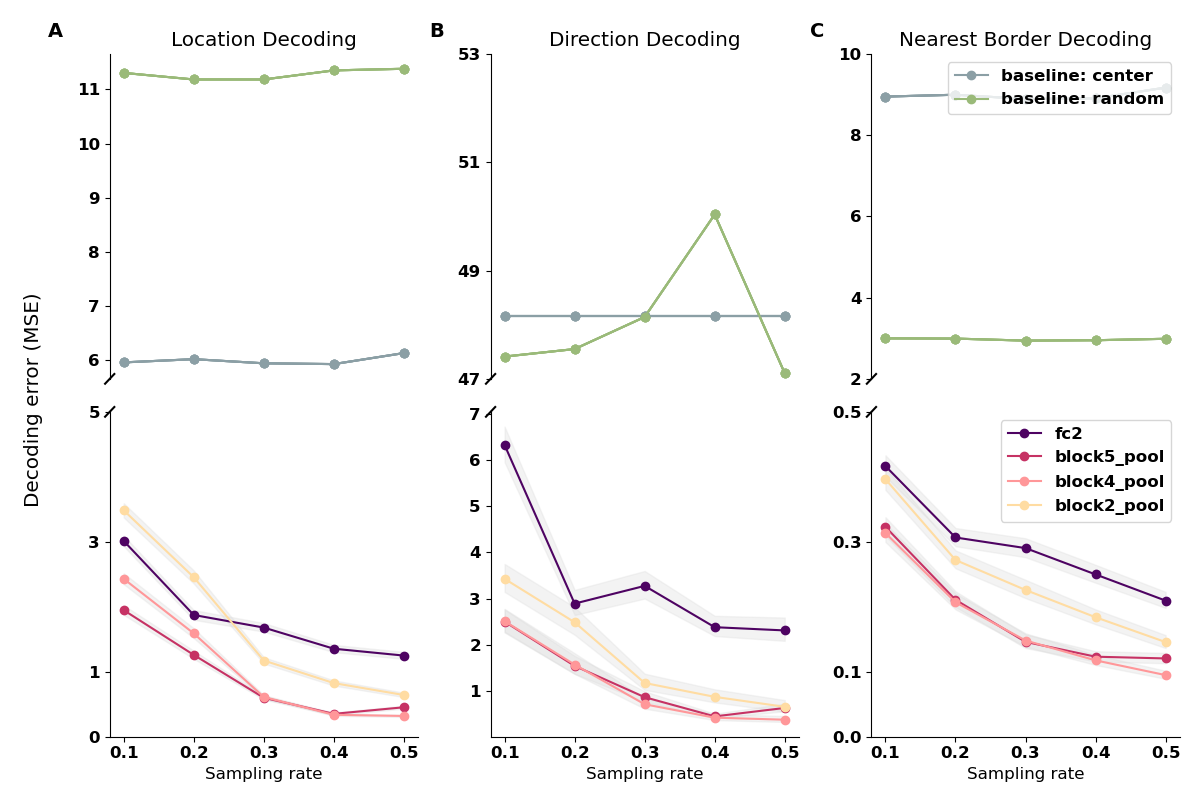 A
B
C
Location Decoding
Direction Decoding
Nearest Border Decoding
Decoding error (MSE)
11
10
9
8
7
6
5
3
1
0
0.1 0.2 0.3 0.4 0.5
Sampling rate
53
51
49
47
7
6
5
4
3
2
1
0.1 0.2 0.3 0.4 0.5
Sampling rate
10
8
6
4
2
baseline: center
baseline: random
0.5
0.3
0.1
0.0
fc2
block5_pool
block4_pool
block2_pool
0.1 0.2 0.3 0.4 0.5
Sampling rate